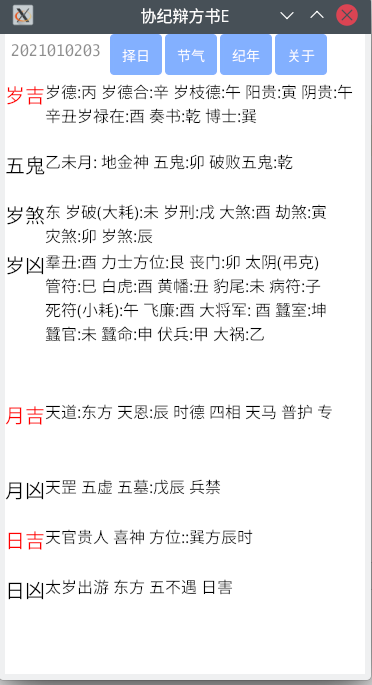 协纪辩方书E
2021010203 择日 节气 纪年 关于
岁吉 岁德:丙 岁德合:辛 岁枝德:午 阳贵:寅 阴贵:午
辛丑岁禄在:酉 奏书:乾 博士:巽
五鬼 乙未月: 地金神 五鬼:卯 破败五鬼:乾
岁煞 东 岁破(大耗):未 岁刑:戌 大煞:酉 劫煞:寅
灾煞:卯 岁煞:辰
岁凶 羣丑:酉 力士方位:艮 丧门:卯 太阴(弔克)
管符:巳 白虎:酉 黄幡:丑 豹尾:未 病符:子
死符(小耗):午 飞廉:酉 大将军: 酉 蠶室:坤
蠶官:未 蠶命:申 伏兵:甲 大祸:乙
月吉 天道:东方 天恩:辰 时德 四相 天马 普护 专
月凶 天罡 五虚 五墓:戊辰 兵禁
日吉 天官贵人 喜神 方位::巽方辰时
日凶 太岁出游 东方 五不遇 日害